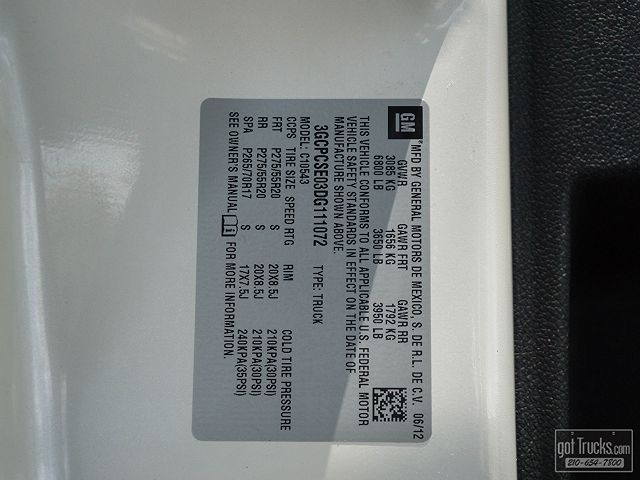 GM *MFD BY GENERAL MOTORS DE MEXICO, S. DE R.L. DE C.V. 06/12
GVWR GAWR FRT GAWR RR
3085 KG 1656 KG 1792 KG
6800 LB 3650 LB 3950 LB
THIS VEHICLE CONFORMS TO ALL APPLICABLE U.S. FEDERAL MOTOR
VEHICLE SAFETY STANDARDS IN EFFECT ON THE DATE OF
MANUFACTURE SHOWN ABOVE.
3GCPCSE03DG111072 TYPE: TRUCK
MODEL: C10543
CCPS TIRE SIZE SPEED RTG RIM COLD TIRE PRESSURE
FRT P275/55R20 S 20X8.5J 210KPA(30PSI)
RR P275/55R20 S 20X8.5J 210KPA(30PSI)
SPA P265/70R17 S 17X7.5J 240KPA(35PSI)
SEE OWNER'S MANUAL i FOR MORE INFORMATION.
got Trucks.com
210-654-7800